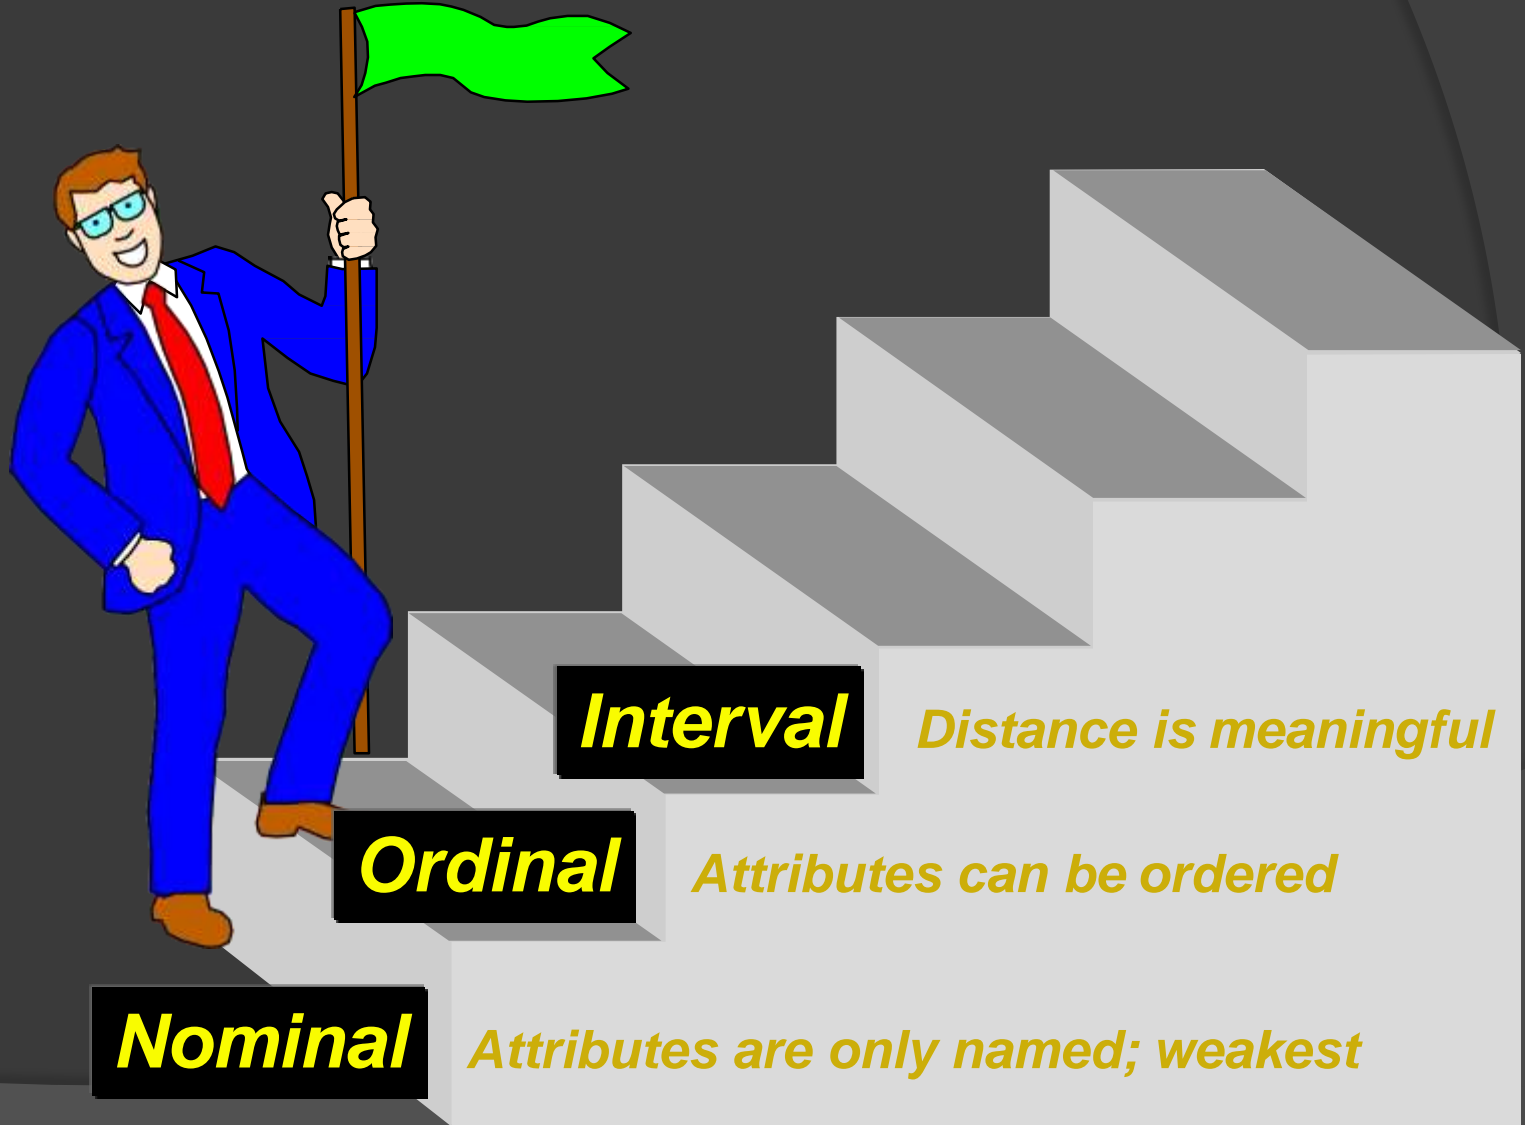 Interval Distance is meaningful
Ordinal Attributes can be ordered
Nominal Attributes are only named; weakest